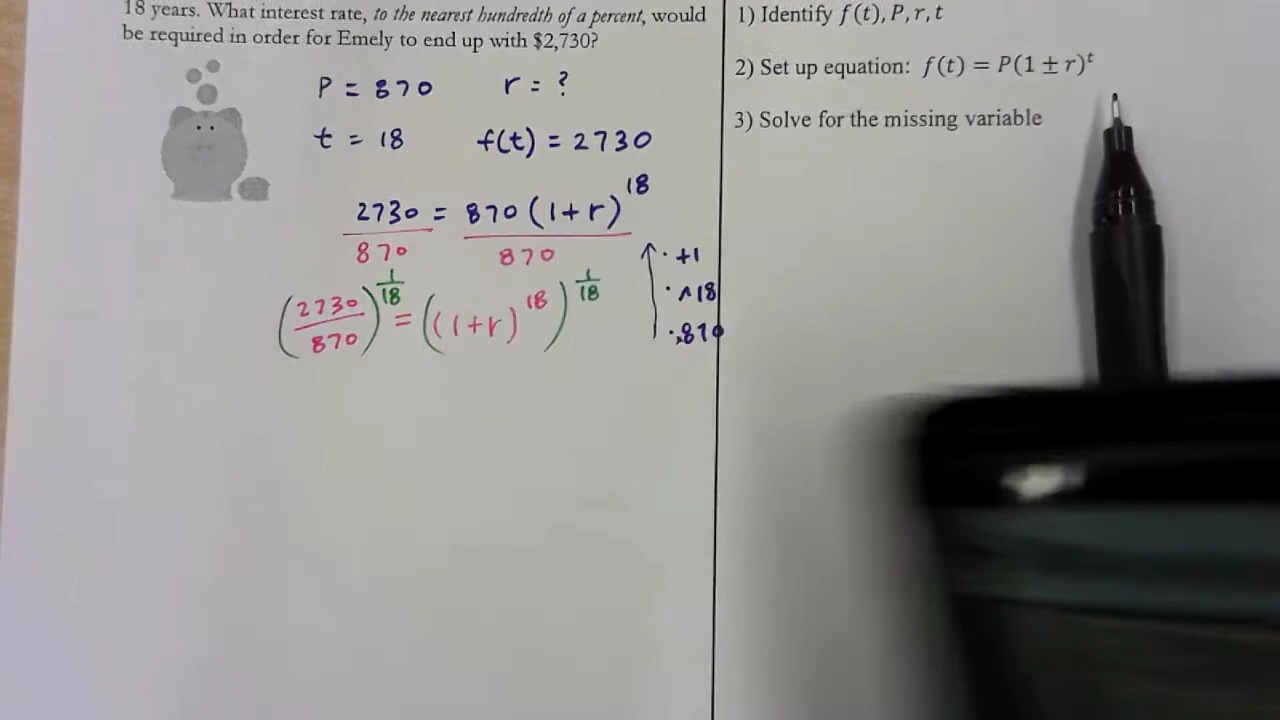 18 years. What interest rate, to the nearest hundredth of a percent, would
be required in order for Emely to end up with $2,730?
P = 870 r = ?
t = 18 f(t) = 2730
2730 = 870 (1+r)^18
870 870
(2730/870)^1/18 = ((1+r)^18)^1/18
· +1
· ^18
· ×870
1) Identify f(t), P, r, t
2) Set up equation: f(t) = P(1 ± r)^t
3) Solve for the missing variable